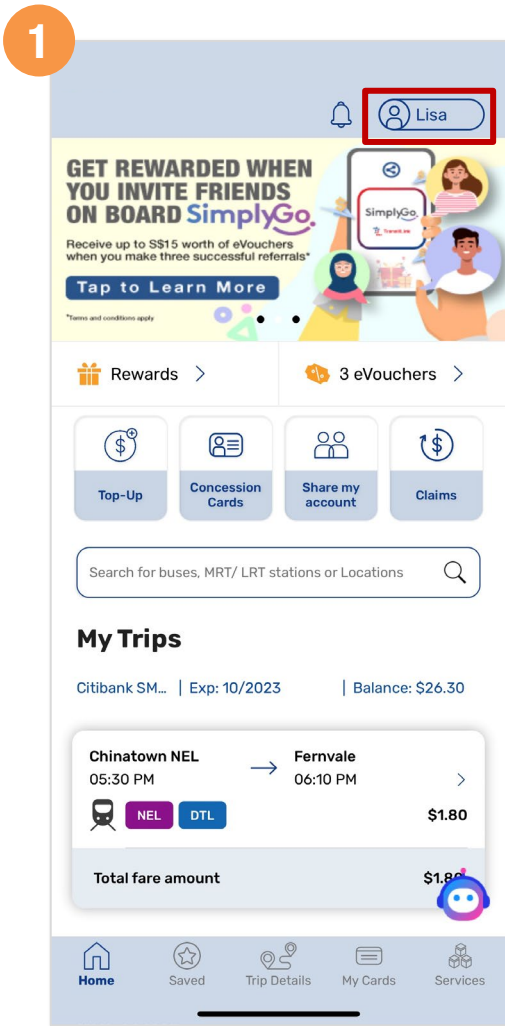 1
Lisa
GET REWARDED WHEN
YOU INVITE FRIENDS
ON BOARD SimplyGo.
Receive up to S$15 worth of eVouchers
when you make three successful referrals*
Tap to Learn More
*Terms and conditions apply
SimplyGo.
TransitLink
Rewards >
3 eVouchers >
Top-Up
Concession
Cards
Share my
account
Claims
Search for buses, MRT/ LRT stations or Locations
My Trips
Citibank SM... | Exp: 10/2023 | Balance: $26.30
Chinatown NEL → Fernvale
05:30 PM 06:10 PM >
NEL DTL $1.80
Total fare amount $1.80
Home Saved Trip Details My Cards Services